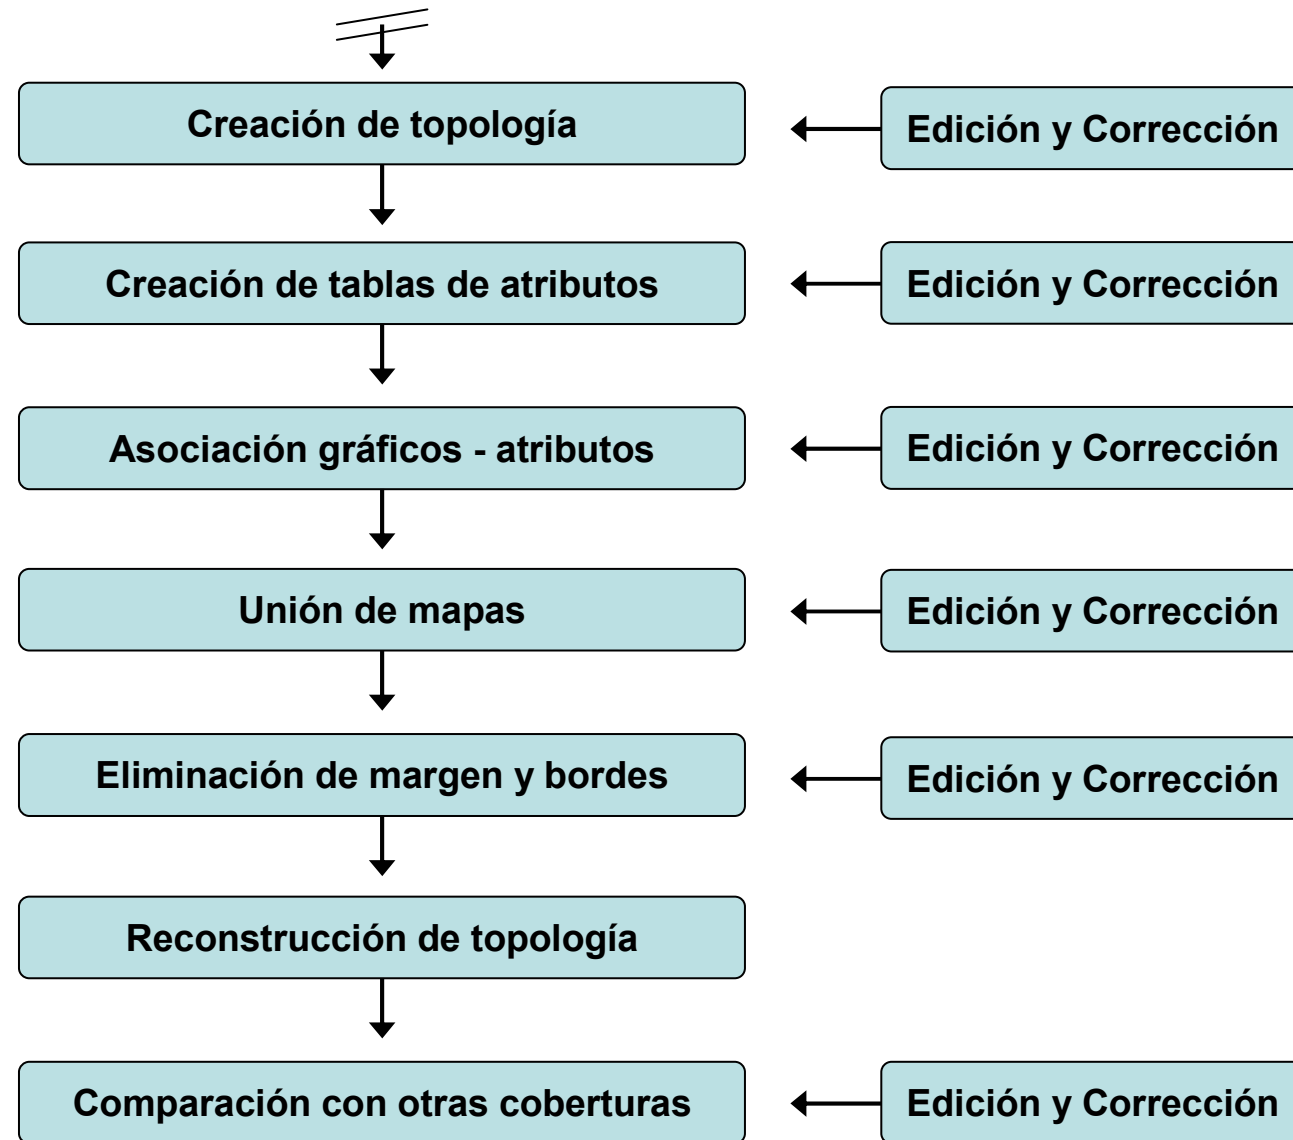 Creación de topología
Edición y Corrección
Creación de tablas de atributos
Edición y Corrección
Asociación gráficos - atributos
Edición y Corrección
Unión de mapas
Edición y Corrección
Eliminación de margen y bordes
Edición y Corrección
Reconstrucción de topología
Comparación con otras coberturas
Edición y Corrección